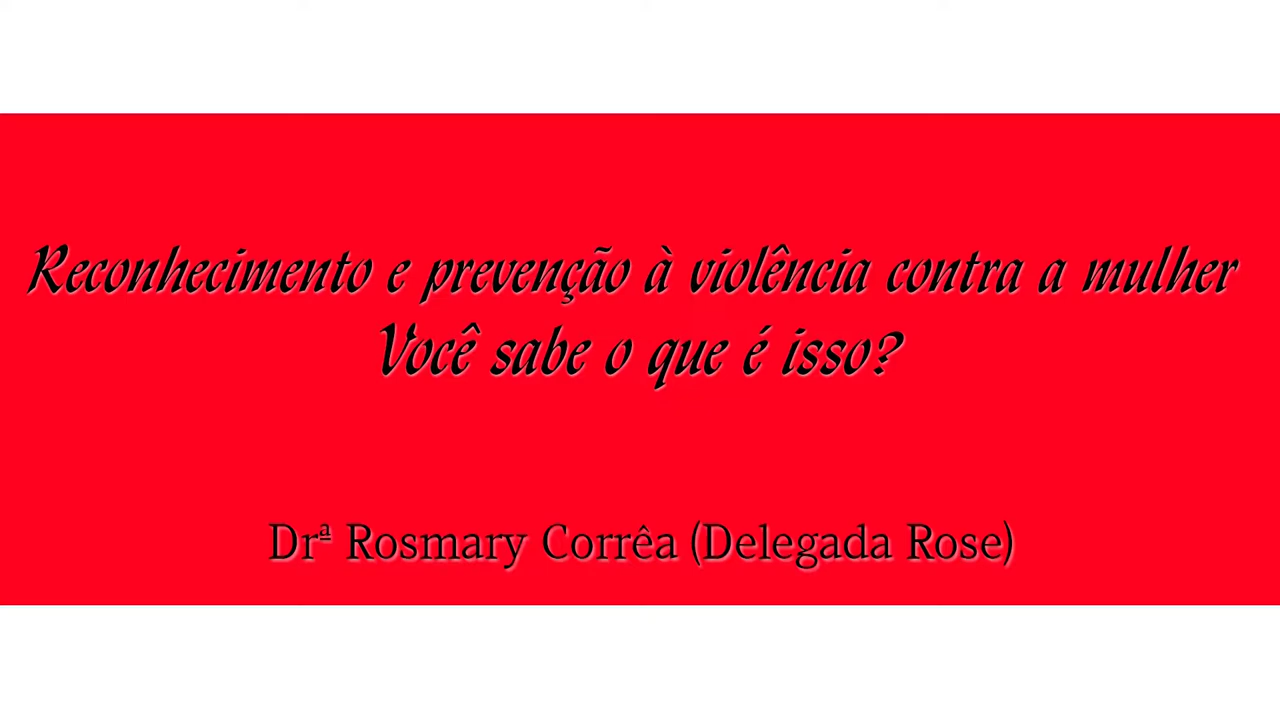 Reconhecimento e prevenção à violência contra a mulher
Você sabe o que é isso?
Drª Rosmary Corrêa (Delegada Rose)